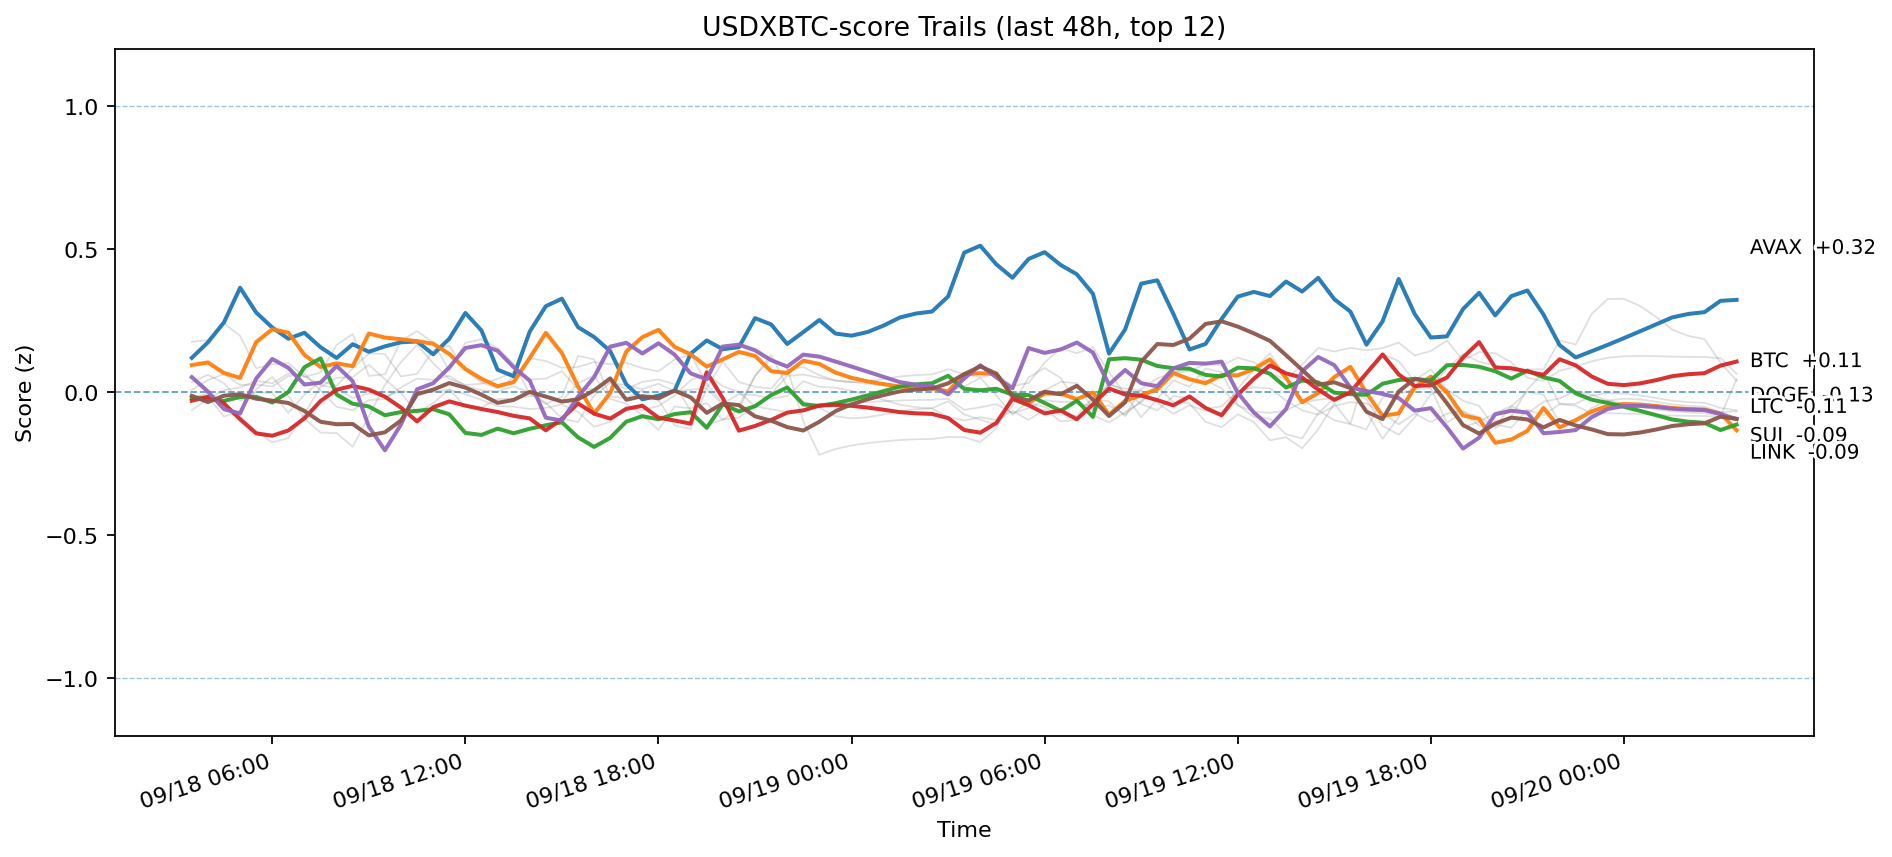 USDXBTC-score Trails (last 48h, top 12)
Score (z)
1.0
0.5
0.0
−0.5
−1.0
AVAX +0.32
BTC +0.11
DOGE -0.13
LTC -0.11
SUI -0.09
LINK -0.09
09/18 06:00
09/18 12:00
09/18 18:00
09/19 00:00
09/19 06:00
09/19 12:00
09/19 18:00
09/20 00:00
Time